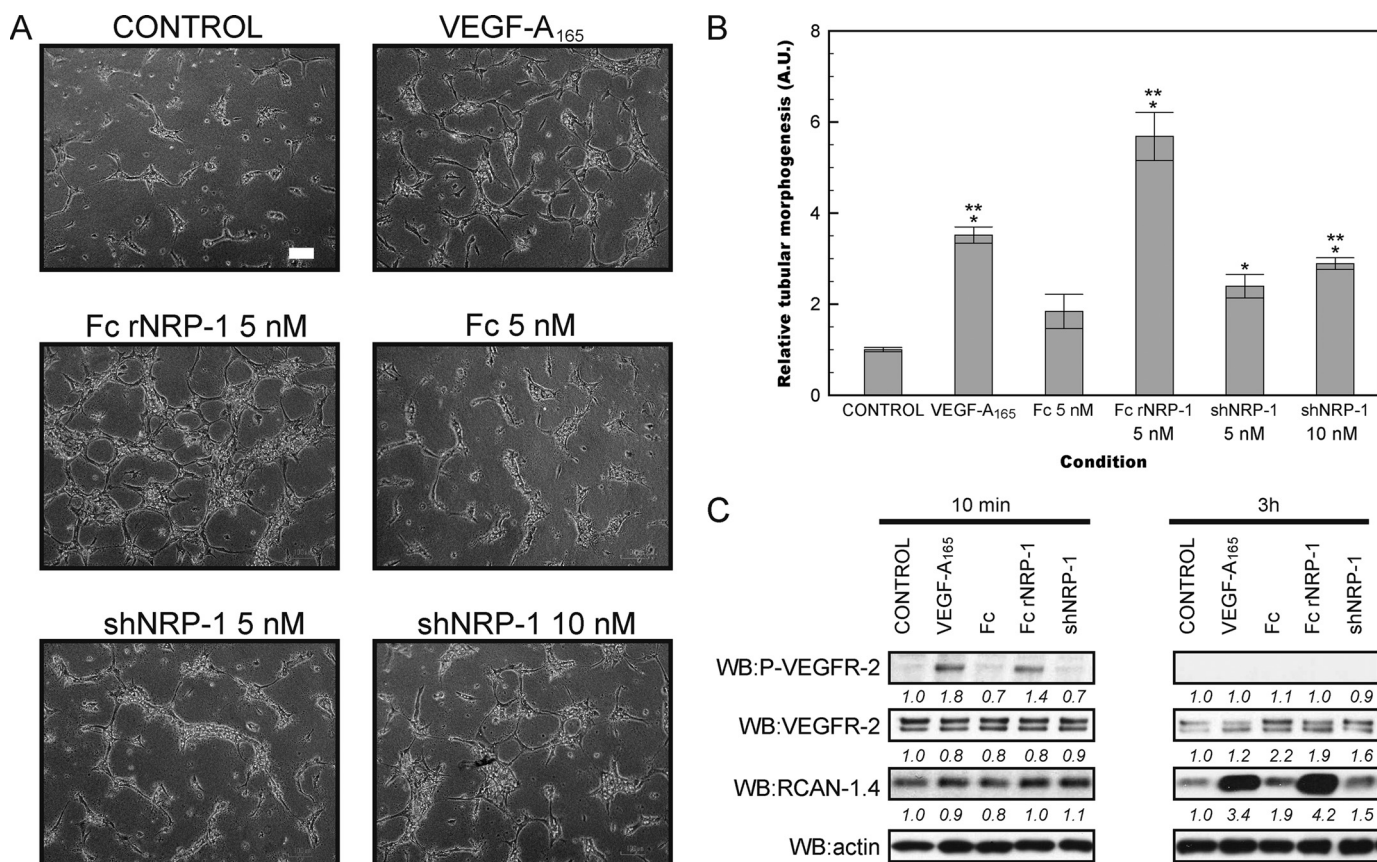 A
CONTROL
VEGF-A165
Fc rNRP-1 5 nM
Fc 5 nM
shNRP-1 5 nM
shNRP-1 10 nM
B
Relative tubular morphogenesis (A.U.)
8
6
4
2
0
** * ** * * ** *
CONTROL VEGF-A165 Fc 5 nM Fc rNRP-1 5 nM shNRP-1 5 nM shNRP-1 10 nM
Condition
C
10 min 3h
CONTROL VEGF-A165 Fc Fc rNRP-1 shNRP-1 CONTROL VEGF-A165 Fc Fc rNRP-1 shNRP-1
WB:P-VEGFR-2
1.0 1.8 0.7 1.4 0.7 1.0 1.0 1.1 1.0 0.9
WB:VEGFR-2
1.0 0.8 0.8 0.8 0.9 1.0 1.2 2.2 1.9 1.6
WB:RCAN-1.4
1.0 0.9 0.8 1.0 1.1 1.0 3.4 1.9 4.2 1.5
WB:actin